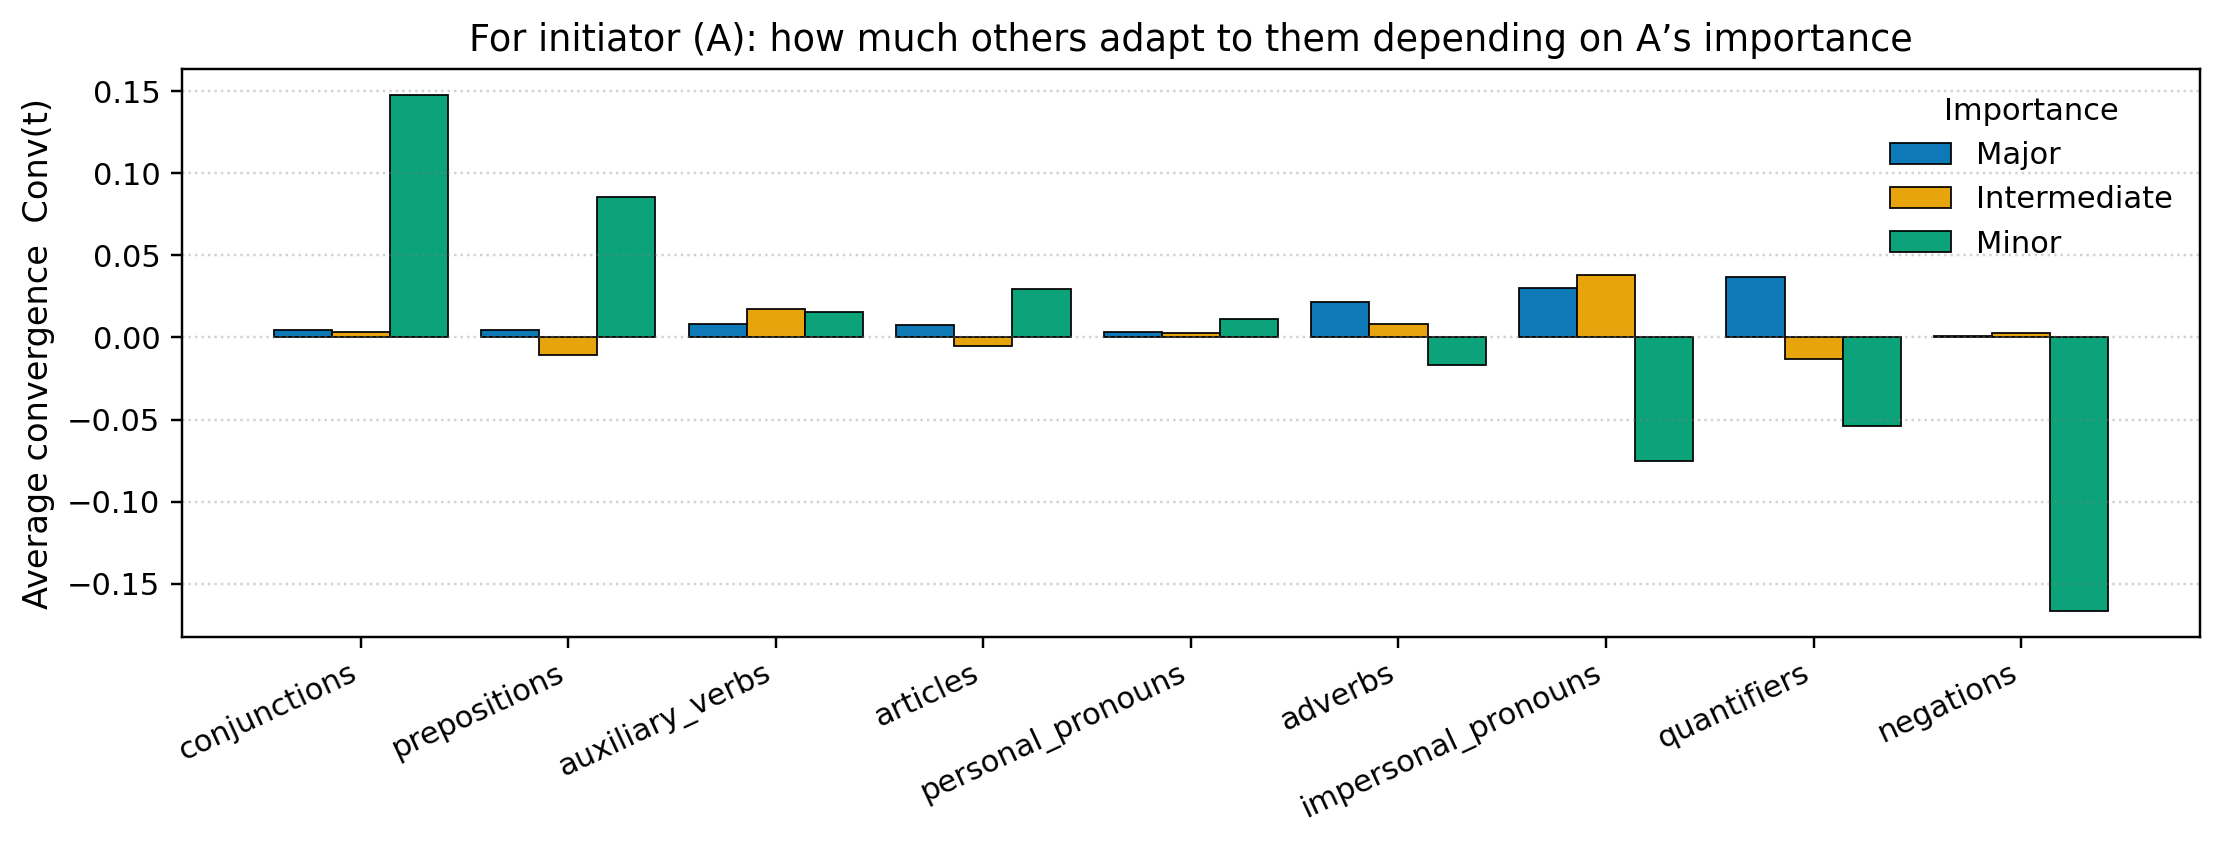 For initiator (A): how much others adapt to them depending on A’s importance
Average convergence  Conv(t)
0.15
0.10
0.05
0.00
−0.05
−0.10
−0.15
Importance
Major
Intermediate
Minor
conjunctions
prepositions
auxiliary_verbs
articles
personal_pronouns
adverbs
impersonal_pronouns
quantifiers
negations